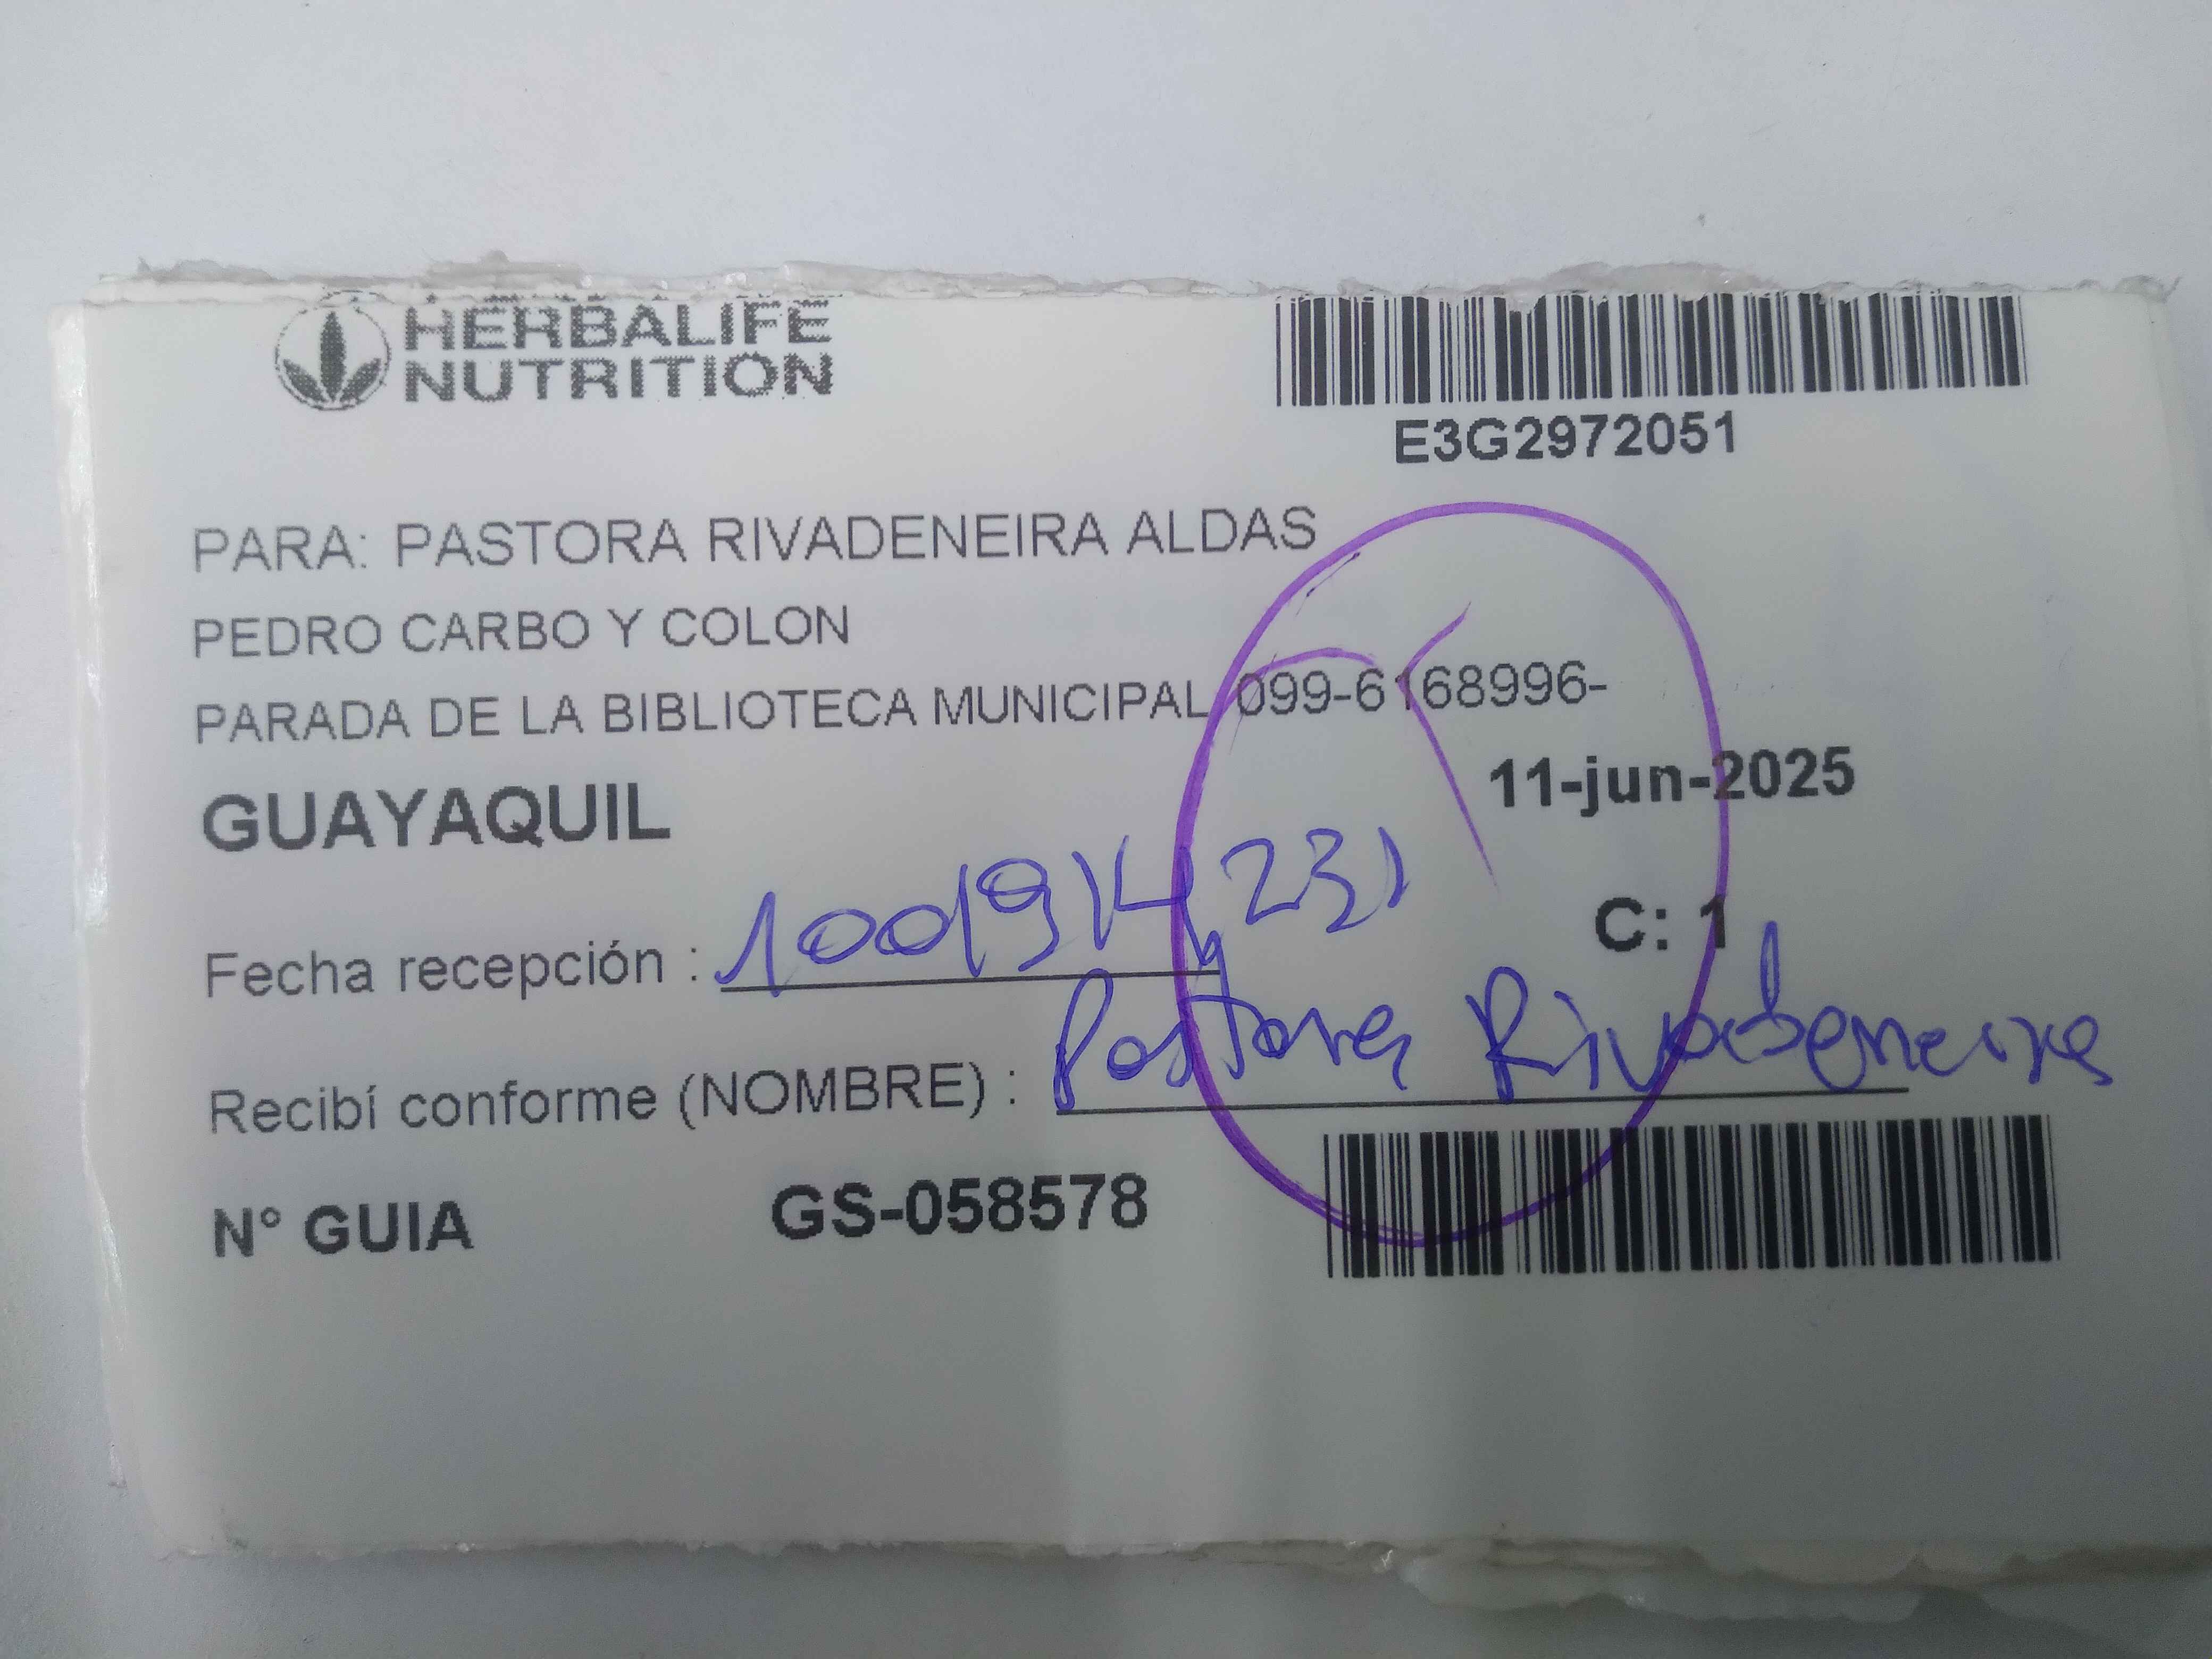 HERBALIFE
NUTRITION
E3G2972051
PARA: PASTORA RIVADENEIRA ALDAS
PEDRO CARBO Y COLON
PARADA DE LA BIBLIOTECA MUNICIPAL 099-6168996-
GUAYAQUIL
11-jun-2025
C: 1
Fecha recepción : 1001914231
Recibí conforme (NOMBRE) : Pastora Rivadeneira
N° GUIA GS-058578